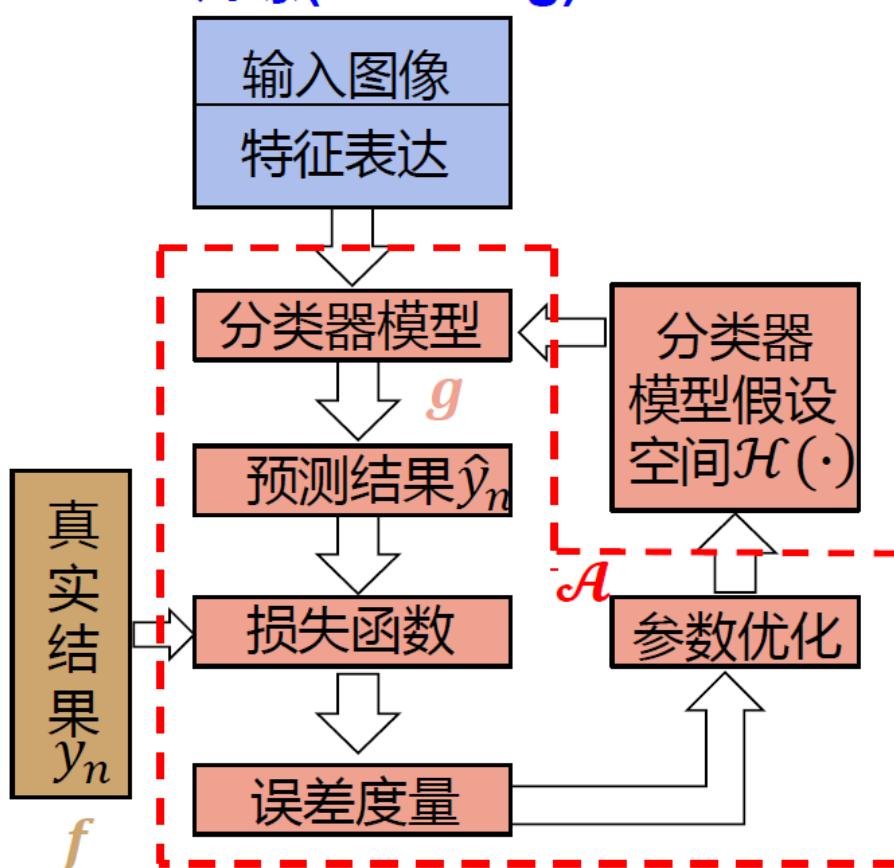 输入图像
特征表达
分类器模型
g
预测结果ŷₙ
损失函数
误差度量
真实结果
yₙ
f
分类器
模型假设
空间ℋ(·)
𝒜
参数优化